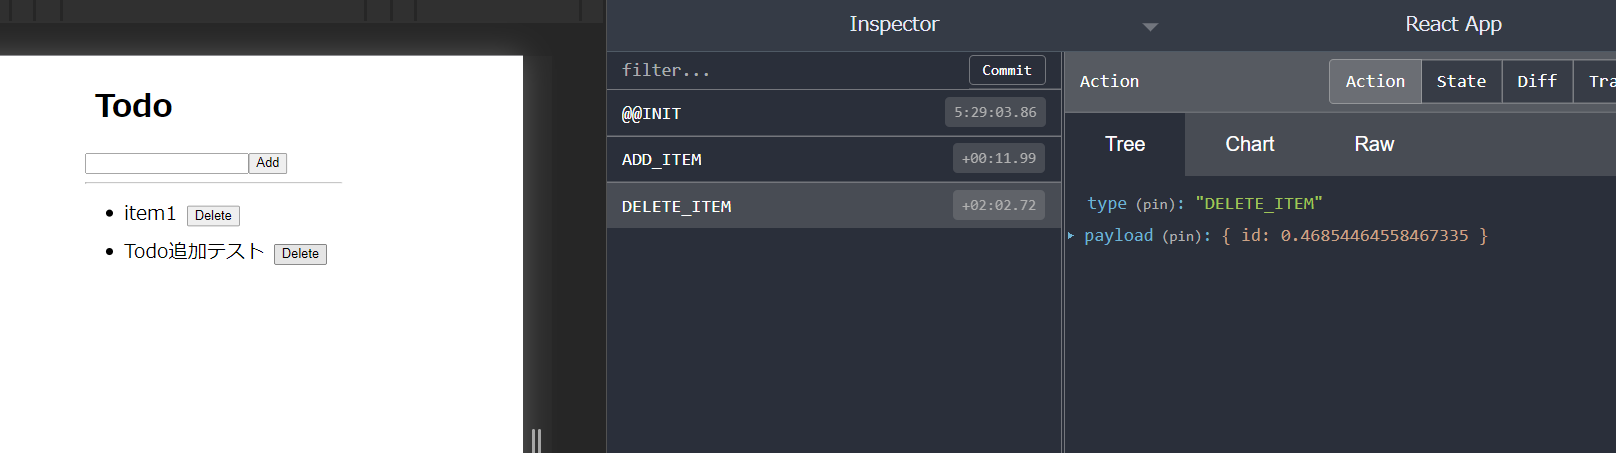 Todo
Add
item1 Delete
Todo追加テスト Delete
Inspector
React App
filter...
Commit
@@INIT 5:29:03.86
ADD_ITEM +00:11.99
DELETE_ITEM +02:02.72
Action
Action State Diff Tra
Tree Chart Raw
type (pin): "DELETE_ITEM"
payload (pin): { id: 0.46854464558467335 }